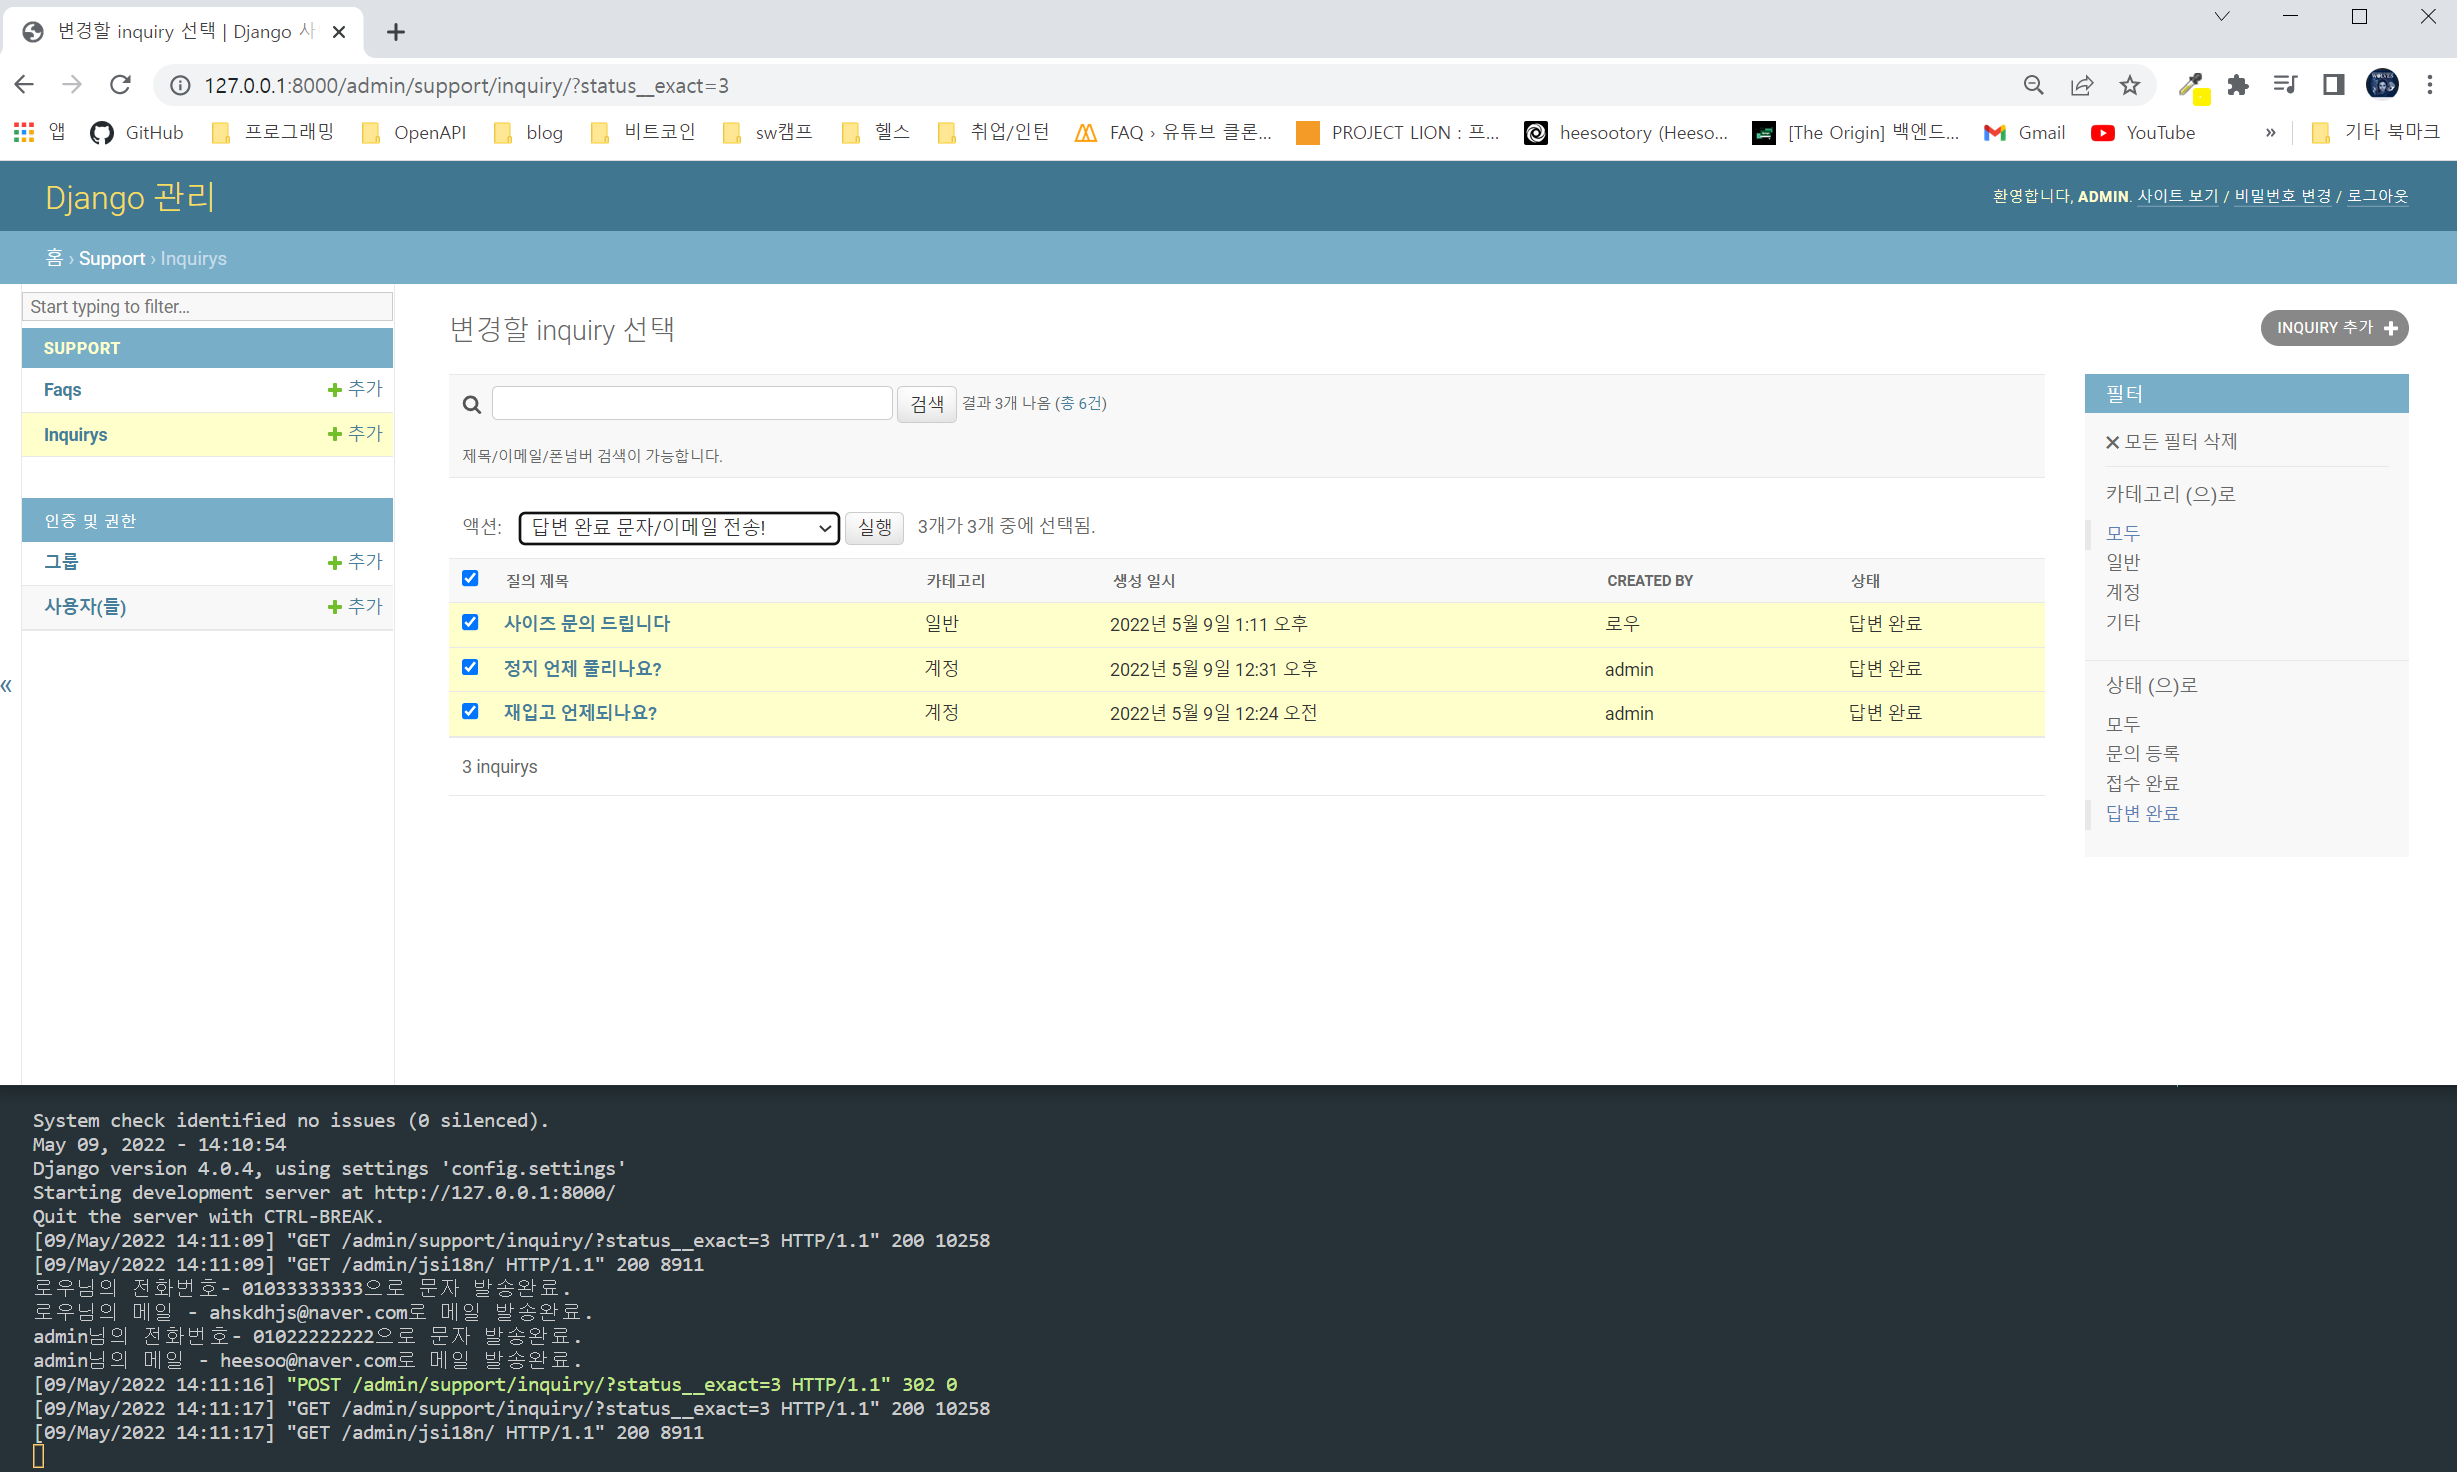 변경할 inquiry 선택 | Django 사
127.0.0.1:8000/admin/support/inquiry/?status__exact=3
앱 GitHub 프로그래밍 OpenAPI blog 비트코인 sw캠프 헬스 취업/인턴 FAQ › 유튜브 클론... PROJECT LION : 프... heesootory (Heeso... [The Origin] 백엔드... Gmail YouTube » 기타 북마크
Django 관리
환영합니다, ADMIN. 사이트 보기 / 비밀번호 변경 / 로그아웃
홈 › Support › Inquirys
Start typing to filter...
SUPPORT
Faqs + 추가
Inquirys + 추가
인증 및 권한
그룹 + 추가
사용자(들) + 추가
«
변경할 inquiry 선택
INQUIRY 추가 +
검색 결과 3개 나옴 (총 6건)
제목/이메일/폰넘버 검색이 가능합니다.
액션: 답변 완료 문자/이메일 전송! 실행 3개가 3개 중에 선택됨.
질의 제목 카테고리 생성 일시 CREATED BY 상태
사이즈 문의 드립니다 일반 2022년 5월 9일 1:11 오후 로우 답변 완료
정지 언제 풀리나요? 계정 2022년 5월 9일 12:31 오후 admin 답변 완료
재입고 언제되나요? 계정 2022년 5월 9일 12:24 오전 admin 답변 완료
3 inquirys
필터
모든 필터 삭제
카테고리 (으)로
모두
일반
계정
기타
상태 (으)로
모두
문의 등록
접수 완료
답변 완료
System check identified no issues (0 silenced).
May 09, 2022 - 14:10:54
Django version 4.0.4, using settings 'config.settings'
Starting development server at http://127.0.0.1:8000/
Quit the server with CTRL-BREAK.
[09/May/2022 14:11:09] "GET /admin/support/inquiry/?status__exact=3 HTTP/1.1" 200 10258
[09/May/2022 14:11:09] "GET /admin/jsi18n/ HTTP/1.1" 200 8911
로우님의 전화번호- 01033333333으로 문자 발송완료.
로우님의 메일 - ahskdhjs@naver.com로 메일 발송완료.
admin님의 전화번호- 01022222222으로 문자 발송완료.
admin님의 메일 - heesoo@naver.com로 메일 발송완료.
[09/May/2022 14:11:16] "POST /admin/support/inquiry/?status__exact=3 HTTP/1.1" 302 0
[09/May/2022 14:11:17] "GET /admin/support/inquiry/?status__exact=3 HTTP/1.1" 200 10258
[09/May/2022 14:11:17] "GET /admin/jsi18n/ HTTP/1.1" 200 8911